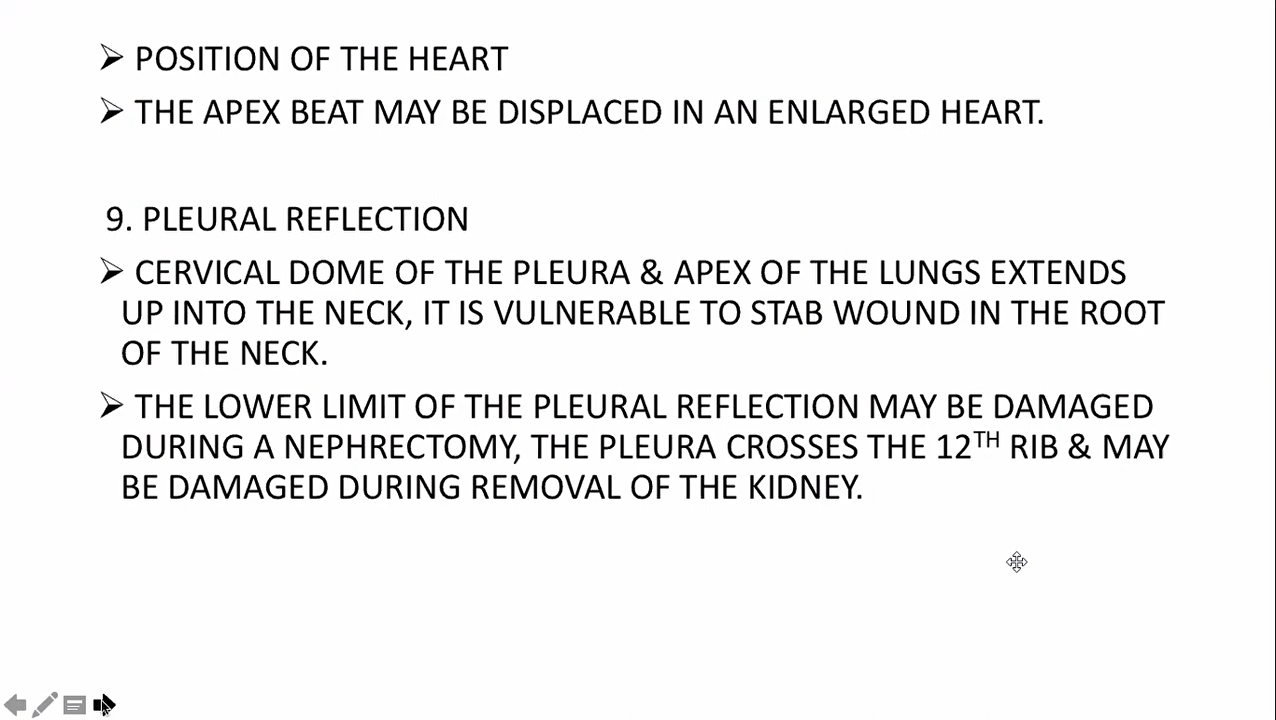 ➢ POSITION OF THE HEART
➢ THE APEX BEAT MAY BE DISPLACED IN AN ENLARGED HEART.
9. PLEURAL REFLECTION
➢ CERVICAL DOME OF THE PLEURA & APEX OF THE LUNGS EXTENDS
UP INTO THE NECK, IT IS VULNERABLE TO STAB WOUND IN THE ROOT
OF THE NECK.
➢ THE LOWER LIMIT OF THE PLEURAL REFLECTION MAY BE DAMAGED
DURING A NEPHRECTOMY, THE PLEURA CROSSES THE 12TH RIB & MAY
BE DAMAGED DURING REMOVAL OF THE KIDNEY.